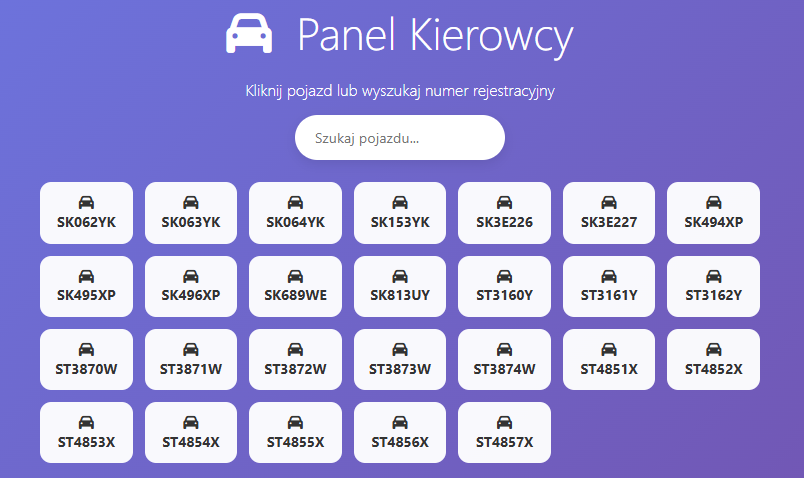 Panel Kierowcy
Kliknij pojazd lub wyszukaj numer rejestracyjny
Szukaj pojazdu...
SK062YK SK063YK SK064YK SK153YK SK3E226 SK3E227 SK494XP
SK495XP SK496XP SK689WE SK813UY ST3160Y ST3161Y ST3162Y
ST3870W ST3871W ST3872W ST3873W ST3874W ST4851X ST4852X
ST4853X ST4854X ST4855X ST4856X ST4857X